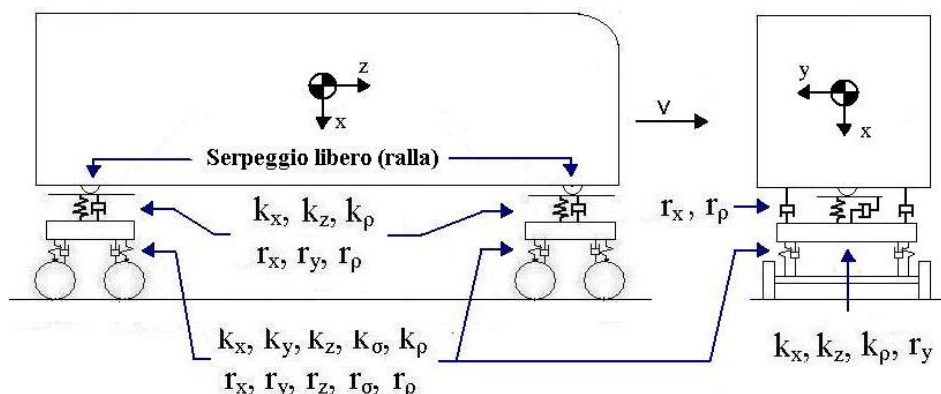 z
x
V
y
x
Serpeggio libero (ralla)
kx, kz, kρ
rx, ry, rρ
rx, rρ
kx, ky, kz, kσ, kρ
rx, ry, rz, rσ, rρ
kx, kz, kρ, ry